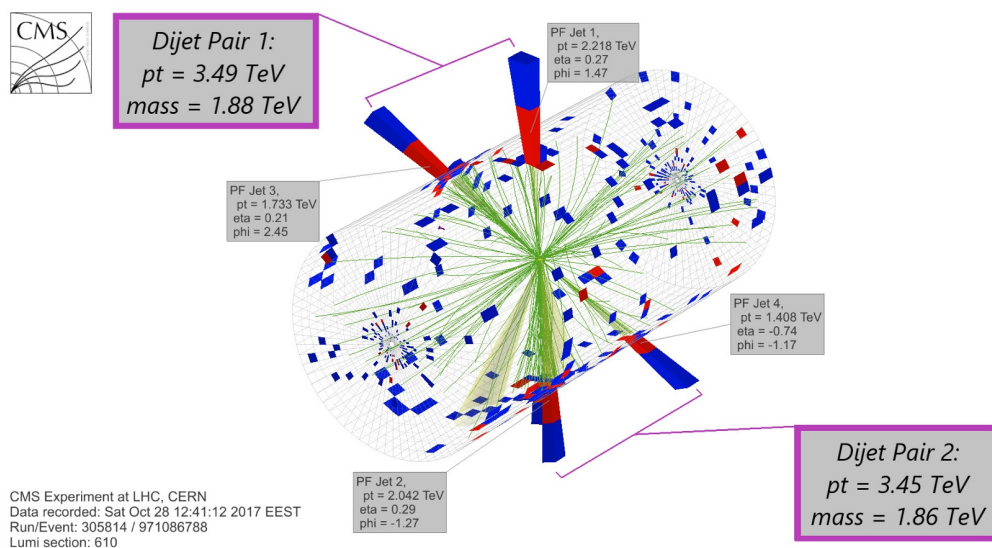 CMS
Dijet Pair 1:
pt = 3.49 TeV
mass = 1.88 TeV
PF Jet 1,
pt = 2.218 TeV
eta = 0.27
phi = 1.47
PF Jet 3,
pt = 1.733 TeV
eta = 0.21
phi = 2.45
PF Jet 4,
pt = 1.408 TeV
eta = -0.74
phi = -1.17
PF Jet 2,
pt = 2.042 TeV
eta = 0.29
phi = -1.27
Dijet Pair 2:
pt = 3.45 TeV
mass = 1.86 TeV
CMS Experiment at LHC, CERN
Data recorded: Sat Oct 28 12:41:12 2017 EEST
Run/Event: 305814 / 971086788
Lumi section: 610